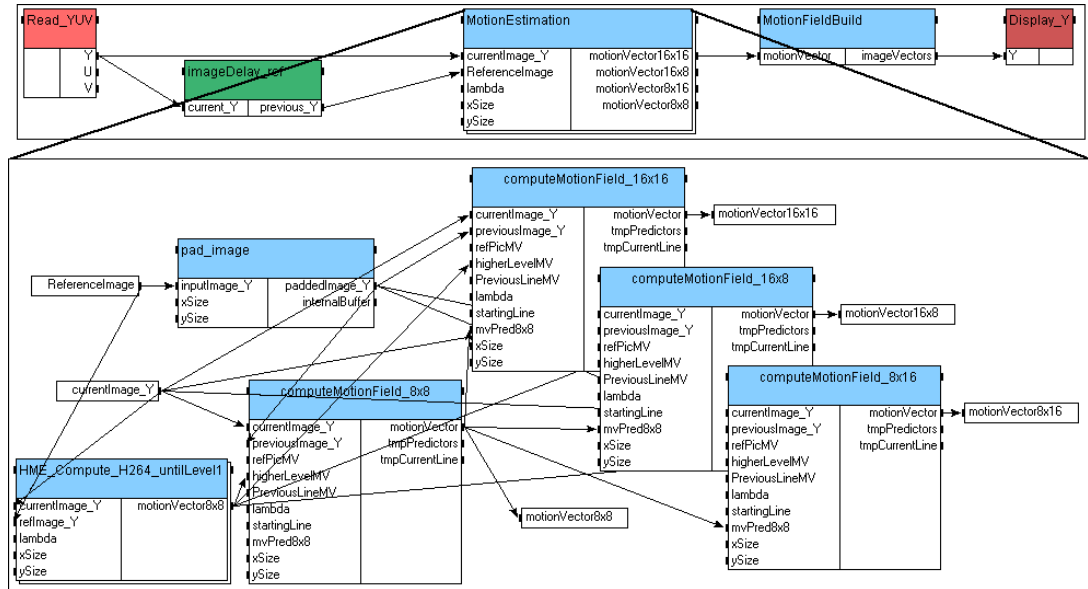 Read_YUV
Y
U
V
imageDelay_ref
current_Y previous_Y
MotionEstimation
currentImage_Y motionVector16x16
ReferenceImage motionVector16x8
lambda motionVector8x16
xSize motionVector8x8
ySize
MotionFieldBuild
motionVector imageVectors
Display_Y
Y
computeMotionField_16x16
currentImage_Y motionVector
previousImage_Y tmpPredictors
refPicMV tmpCurrentLine
higherLevelMV
PreviousLineMV
lambda
startingLine
mvPred8x8
xSize
ySize
motionVector16x16
pad_image
inputImage_Y paddedImage_Y
xSize internalBuffer
ySize
ReferenceImage
computeMotionField_16x8
currentImage_Y motionVector
previousImage_Y tmpPredictors
refPicMV tmpCurrentLine
higherLevelMV
PreviousLineMV
lambda
startingLine
mvPred8x8
xSize
ySize
motionVector16x8
currentImage_Y
computeMotionField_8x8
currentImage_Y motionVector
previousImage_Y tmpPredictors
refPicMV tmpCurrentLine
higherLevelMV
PreviousLineMV
lambda
startingLine
mvPred8x8
xSize
ySize
motionVector8x8
computeMotionField_8x16
currentImage_Y motionVector
previousImage_Y tmpPredictors
refPicMV tmpCurrentLine
higherLevelMV
PreviousLineMV
lambda
startingLine
mvPred8x8
xSize
ySize
motionVector8x16
HME_Compute_H264_untilLevel1
currentImage_Y motionVector8x8
refImage_Y
lambda
xSize
ySize